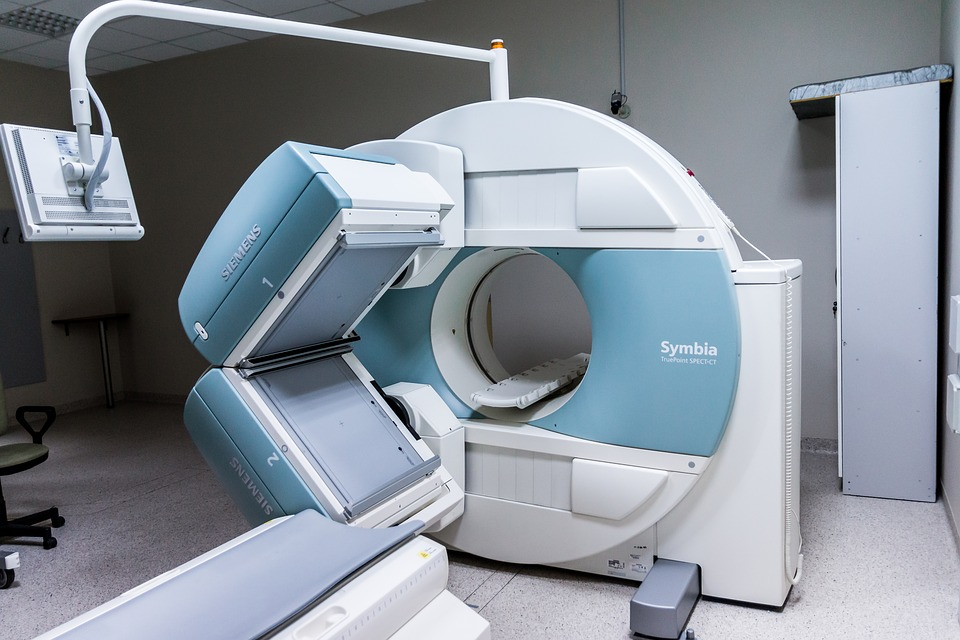 SIEMENS
1
Symbia
TruePoint SPECT·CT
2
SIEMENS